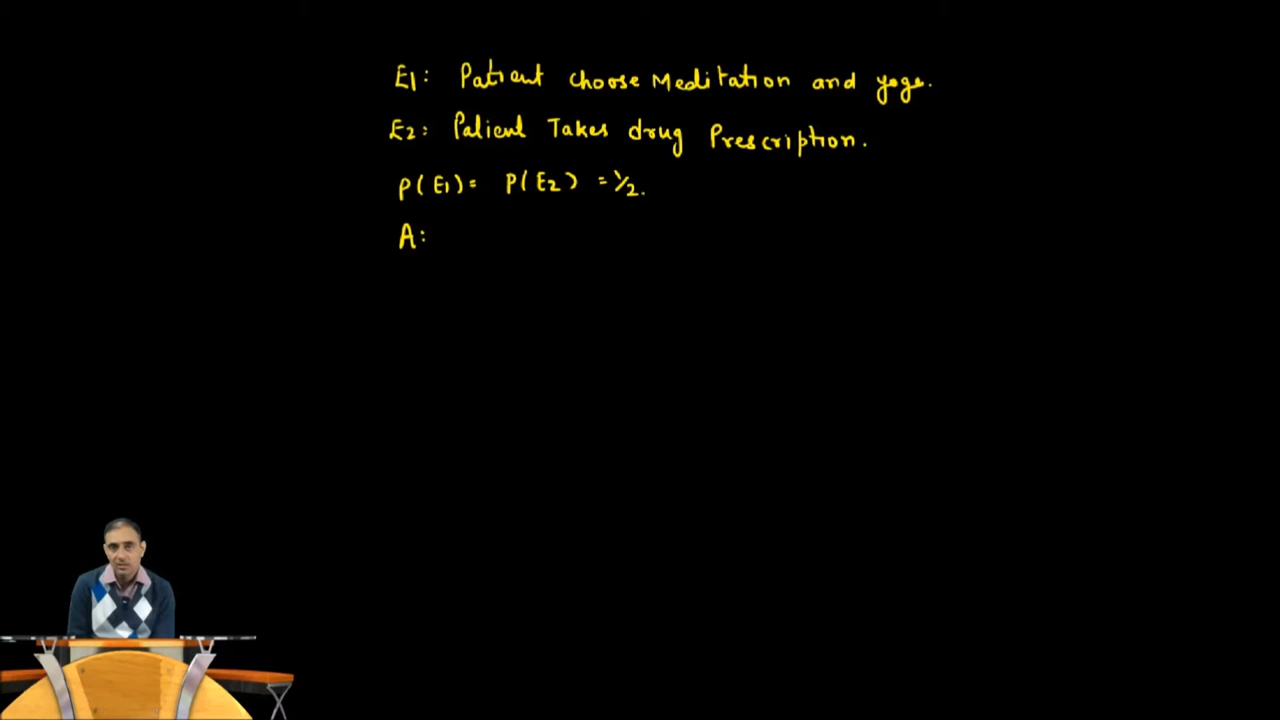 E1: Patient choose Meditation and yoga.
E2: Patient Takes drug Prescription.
P(E1) = P(E2) = 1/2.
A: